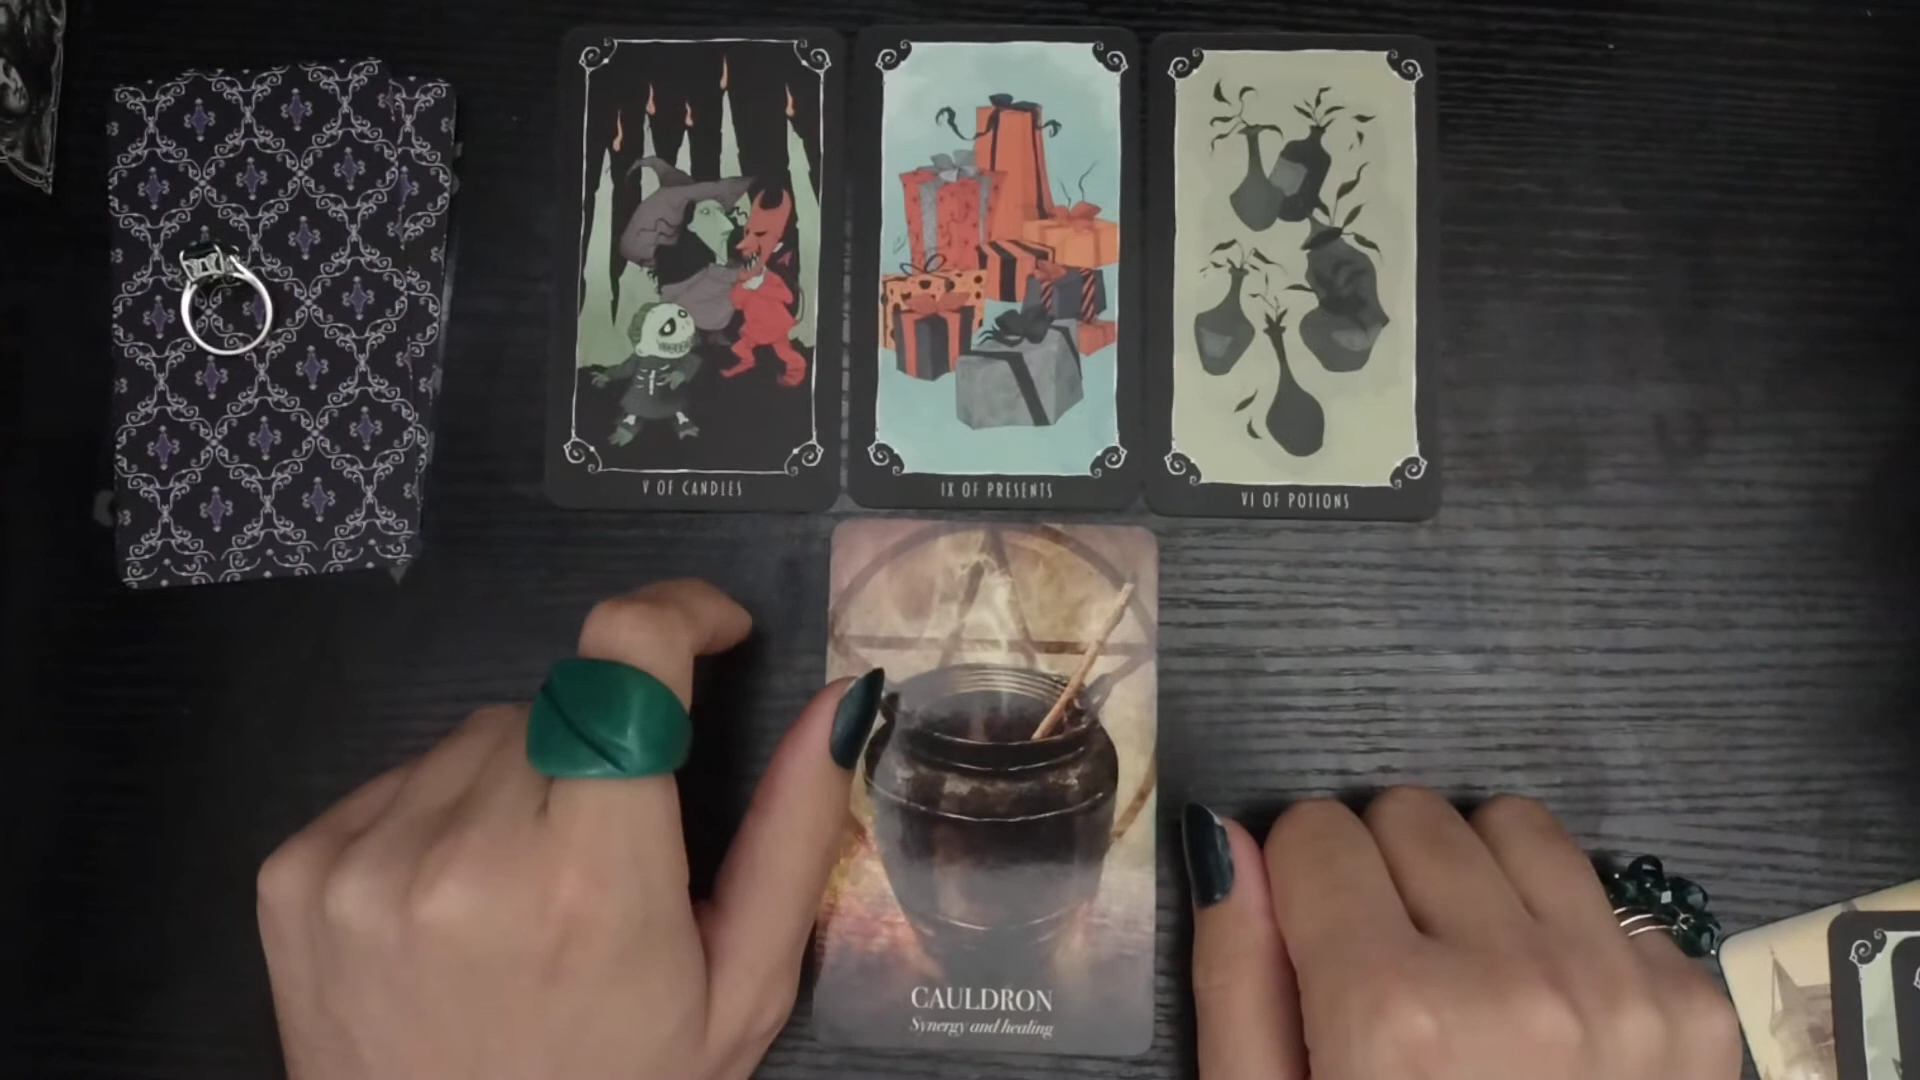 V OF CANDLES
IX OF PRESENTS
VI OF POTIONS
CAULDRON
Synergy and healing